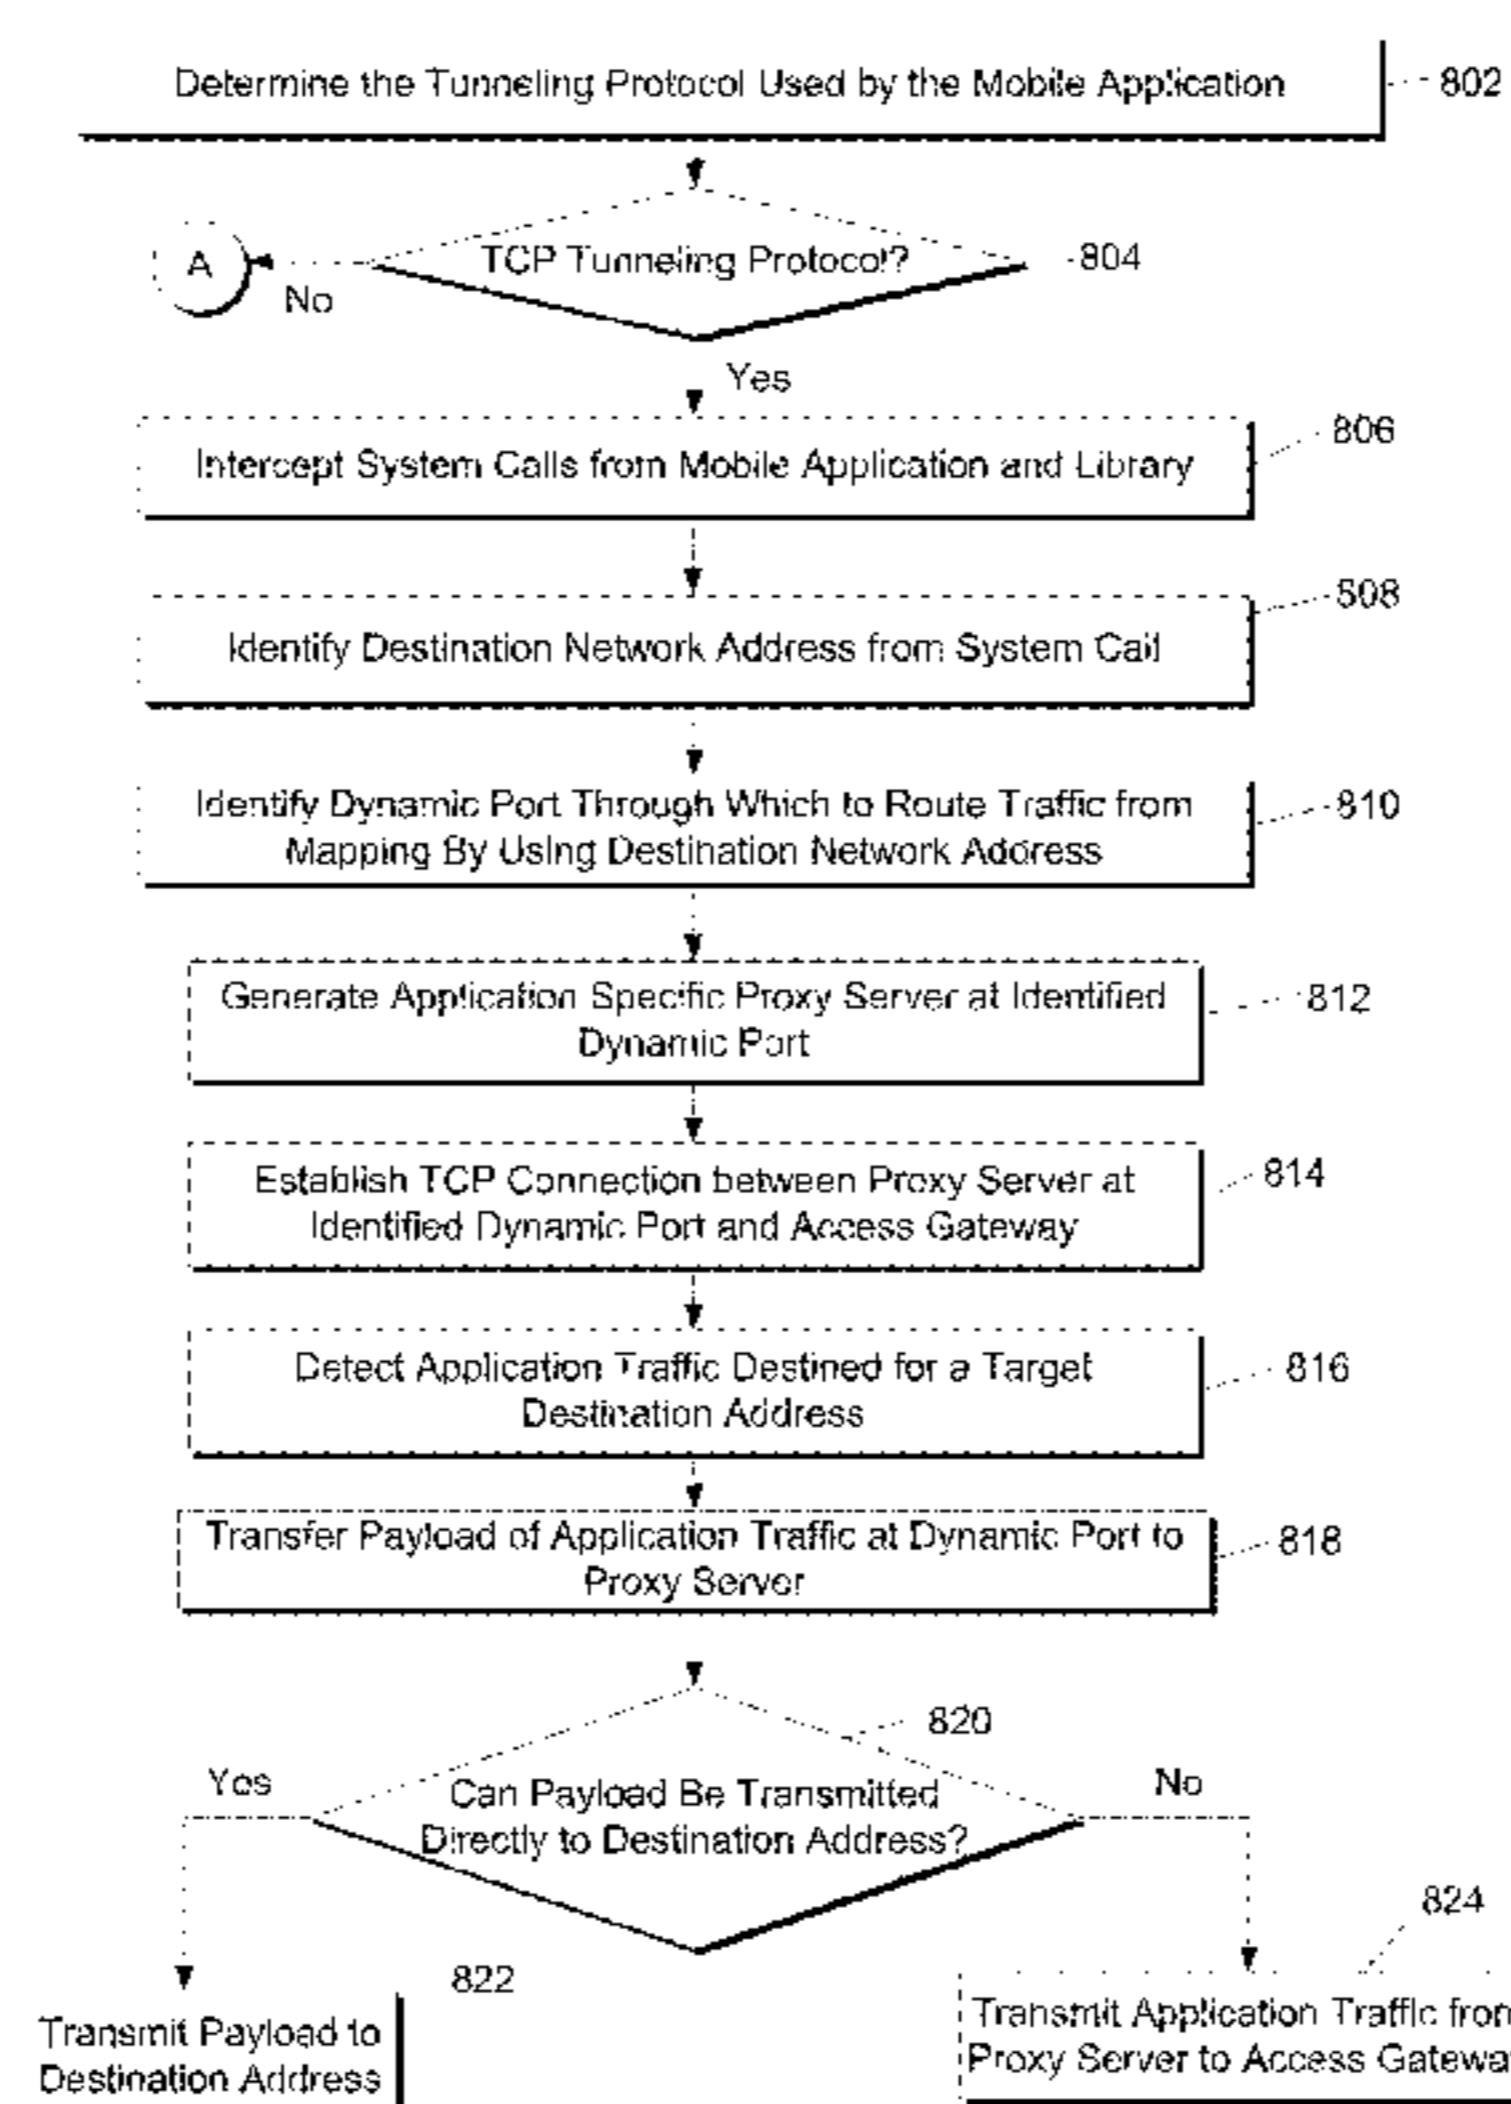 Determine the Tunneling Protocol Used by the Mobile Application
802
TCP Tunneling Protocol?
804
A
No
Yes
Intercept System Calls from Mobile Application and Library
806
Identify Destination Network Address from System Call
808
Identify Dynamic Port Through Which to Route Traffic from
Mapping By Using Destination Network Address
810
Generate Application Specific Proxy Server at Identified
Dynamic Port
812
Establish TCP Connection between Proxy Server at
Identified Dynamic Port and Access Gateway
814
Detect Application Traffic Destined for a Target
Destination Address
816
Transfer Payload of Application Traffic at Dynamic Port to
Proxy Server
818
820
Yes
Can Payload Be Transmitted
Directly to Destination Address?
No
822
Transmit Payload to
Destination Address
824
Transmit Application Traffic from
Proxy Server to Access Gateway